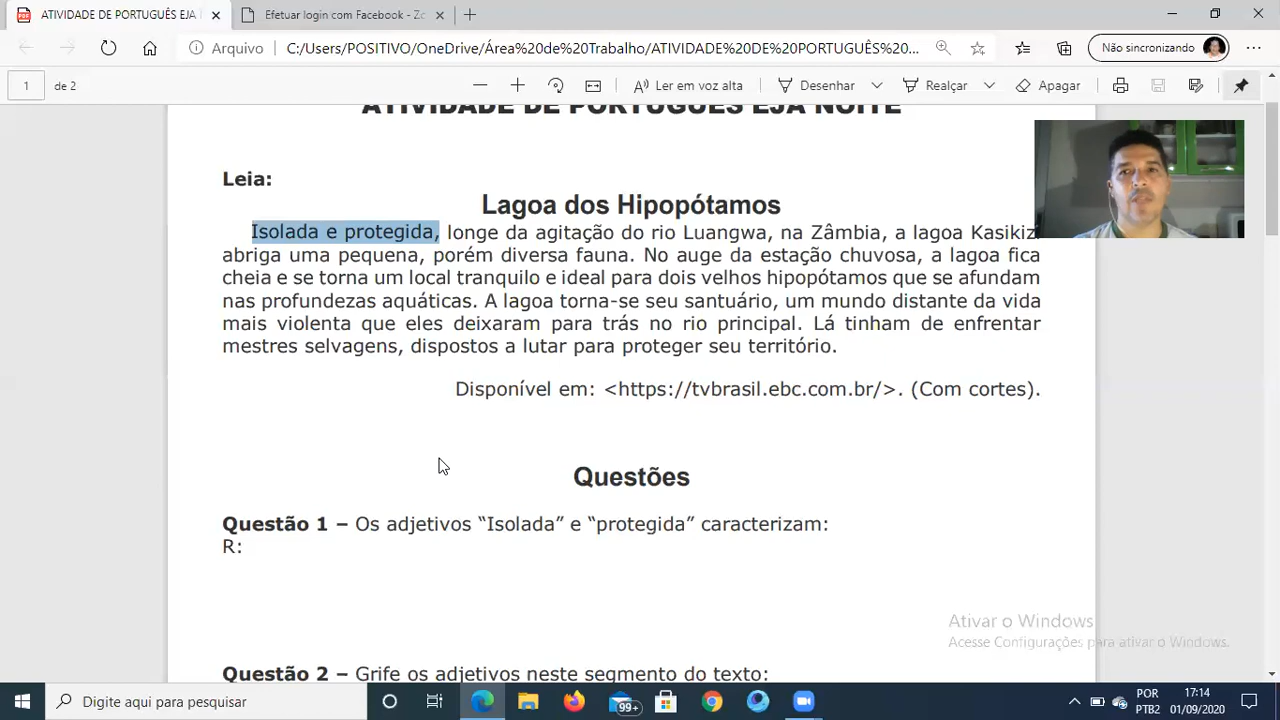 ATIVIDADE DE PORTUGUÊS EJA
Efetuar login com Facebook - Zo
Arquivo
C:/Users/POSITIVO/OneDrive/Área%20de%20Trabalho/ATIVIDADE%20DE%20PORTUGUÊS%20...
Não sincronizando
1
de 2
Ler em voz alta
Desenhar
Realçar
Apagar
ATIVIDADE DE PORTUGUÊS EJA NOITE
Leia:
Lagoa dos Hipopótamos
Isolada e protegida, longe da agitação do rio Luangwa, na Zâmbia, a lagoa Kasikizi
abriga uma pequena, porém diversa fauna. No auge da estação chuvosa, a lagoa fica
cheia e se torna um local tranquilo e ideal para dois velhos hipopótamos que se afundam
nas profundezas aquáticas. A lagoa torna-se seu santuário, um mundo distante da vida
mais violenta que eles deixaram para trás no rio principal. Lá tinham de enfrentar
mestres selvagens, dispostos a lutar para proteger seu território.
Disponível em: <https://tvbrasil.ebc.com.br/>. (Com cortes).
Questões
Questão 1 – Os adjetivos “Isolada” e “protegida” caracterizam:
R:
Ativar o Windows
Acesse Configurações para ativar o Windows.
Questão 2 – Grife os adjetivos neste segmento do texto:
Digite aqui para pesquisar
99+
POR
PTB2
17:14
01/09/2020